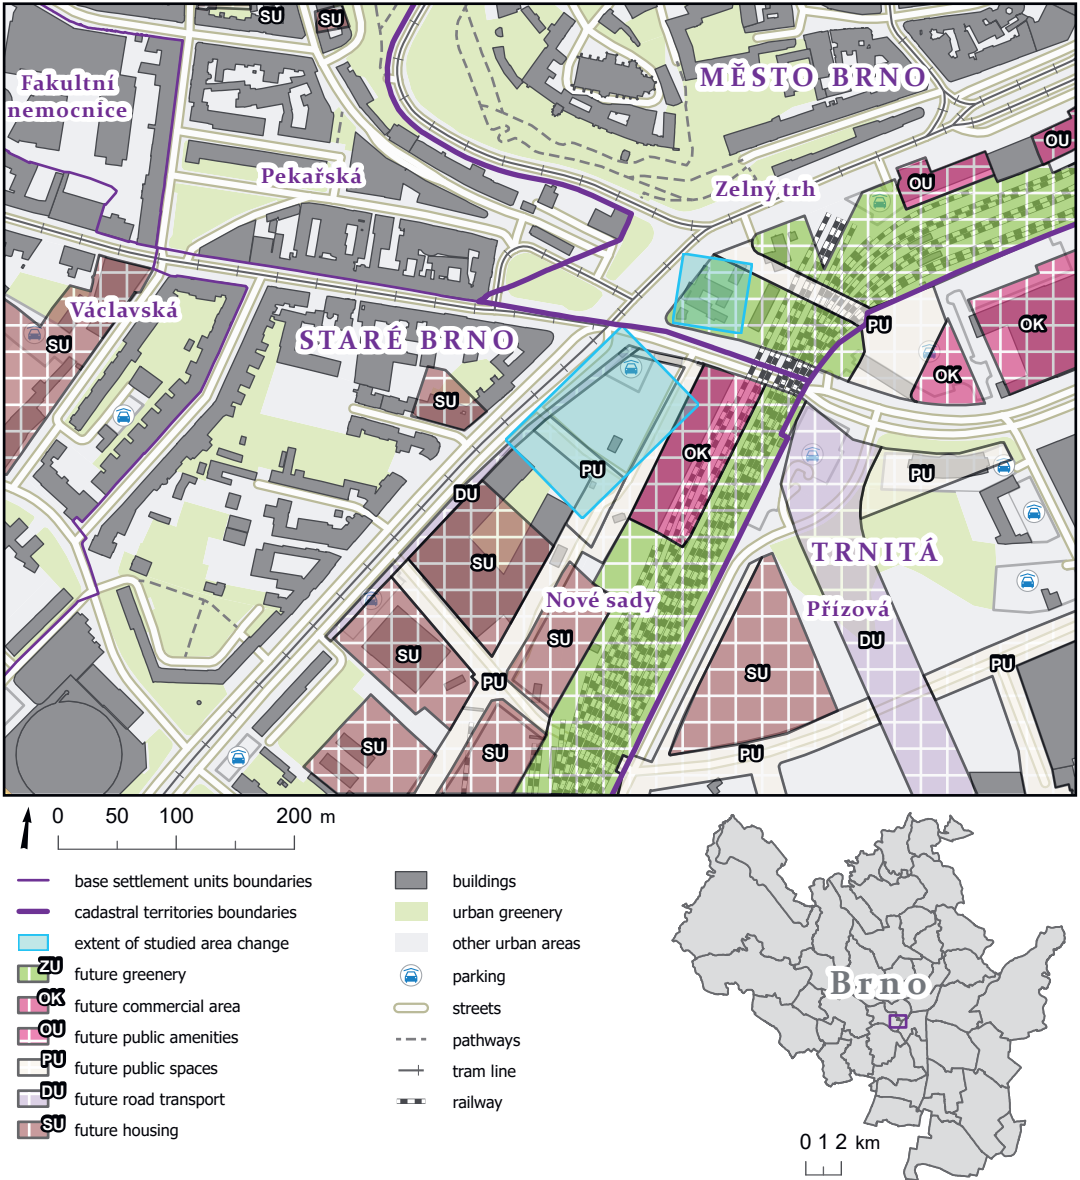 SU
SU
MĚSTO BRNO
Fakultní
nemocnice
OU
Pekařská
Zelný trh
OU
Václavská
STARÉ BRNO
PU
OK
SU
OK
SU
OK
PU
PU
DU
TRNITÁ
SU
Nové sady
Přízová
SU
DU
SU
PU
SU
PU
SU
SU
PU
0 50 100 200 m
base settlement units boundaries
cadastral territories boundaries
extent of studied area change
ZU future greenery
OK future commercial area
OU future public amenities
PU future public spaces
DU future road transport
SU future housing
buildings
urban greenery
other urban areas
parking
streets
pathways
tram line
railway
Brno
0 1 2 km